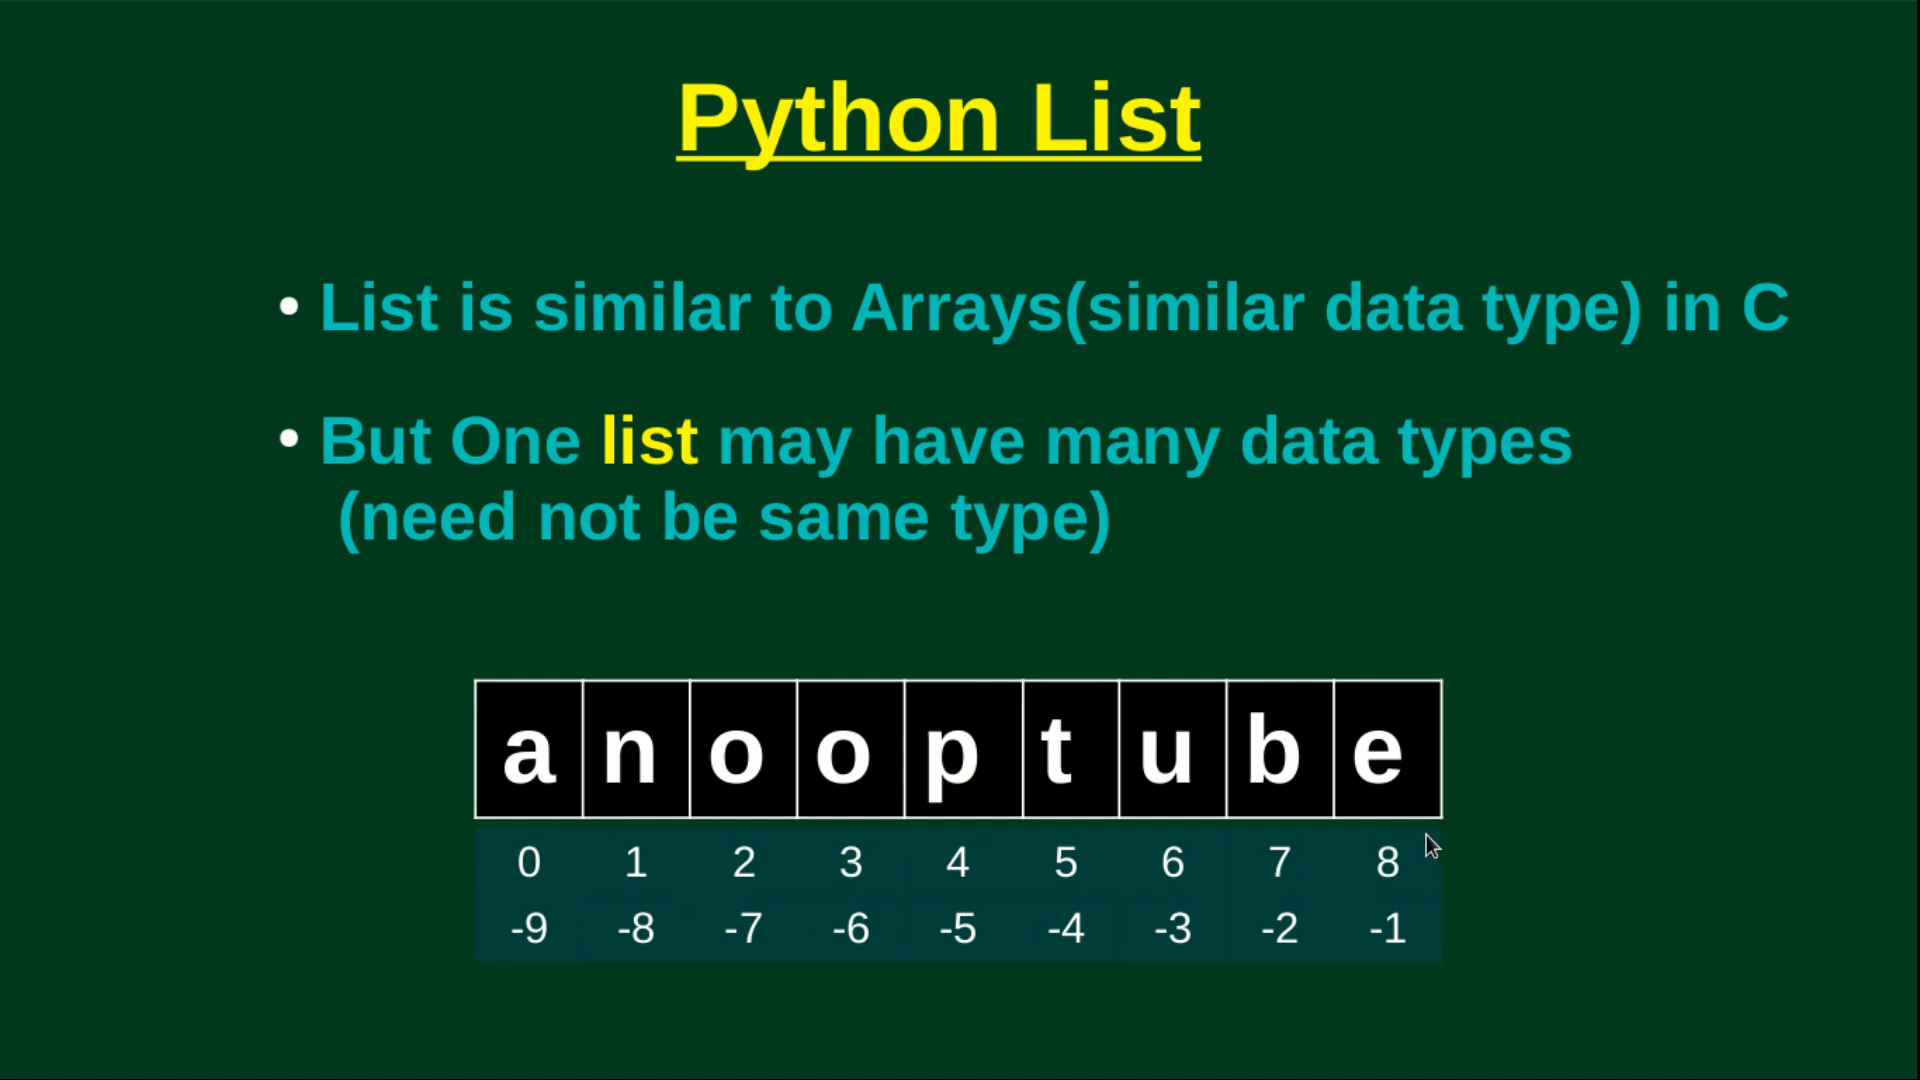 Python List
• List is similar to Arrays(similar data type) in C
• But One list may have many data types
(need not be same type)
a n o o p t u b e
0 1 2 3 4 5 6 7 8
-9 -8 -7 -6 -5 -4 -3 -2 -1